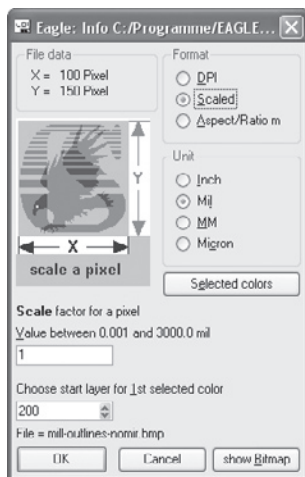 Eagle: Info C:/Programme/EAGLE...
File data
X = 100 Pixel
Y = 150 Pixel
Format
DPI
Scaled
Aspect/Ratio m
Unit
Inch
Mil
MM
Micron
Y
X
scale a pixel
Selected colors
Scale factor for a pixel
Value between 0.001 and 3000.0 mil
1
Choose start layer for 1st selected color
200
File = mill-outlines-nomir.bmp
OK
Cancel
show Bitmap